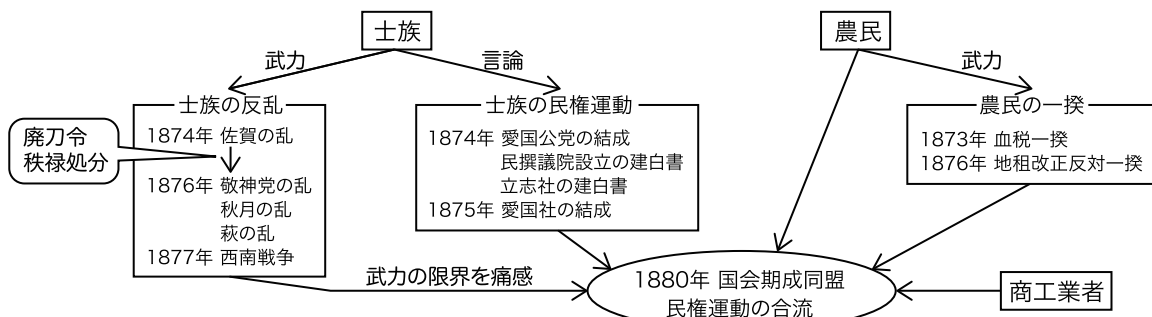 士族
農民
武力
言論
武力
士族の反乱
1874年 佐賀の乱
1876年 敬神党の乱
秋月の乱
萩の乱
1877年 西南戦争
廃刀令
秩禄処分
士族の民権運動
1874年 愛国公党の結成
民撰議院設立の建白書
立志社の建白書
1875年 愛国社の結成
農民の一揆
1873年 血税一揆
1876年 地租改正反対一揆
武力の限界を痛感
1880年 国会期成同盟
民権運動の合流
商工業者